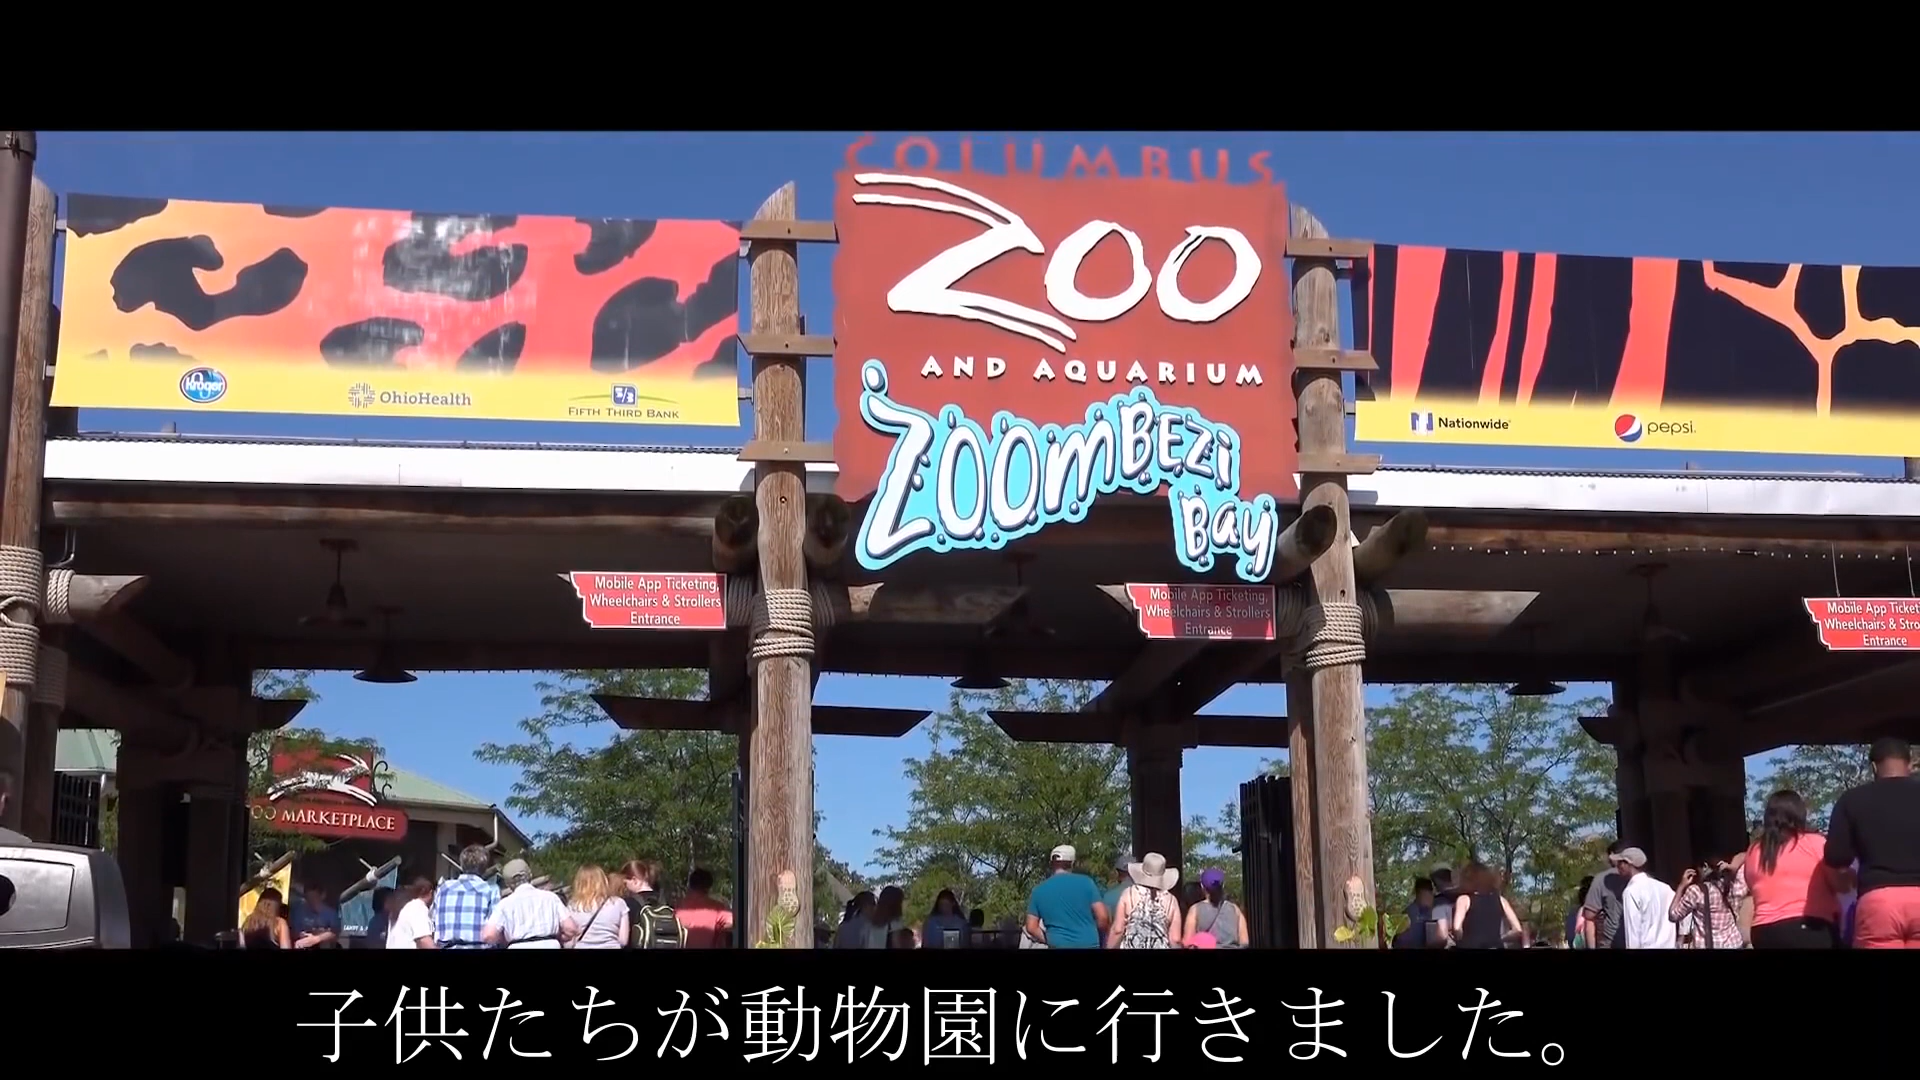 COLUMBUS
ZOO
AND AQUARIUM
ZOOMBEZI
BAY
Kroger
OhioHealth
FIFTH THIRD BANK
Nationwide
pepsi
Mobile App Ticketing,
Wheelchairs & Strollers
Entrance
Mobile App Ticketing,
Wheelchairs & Strollers
Entrance
Mobile App Ticketi
Wheelchairs & Stro
Entrance
OO MARKETPLACE
子供たちが動物園に行きました。